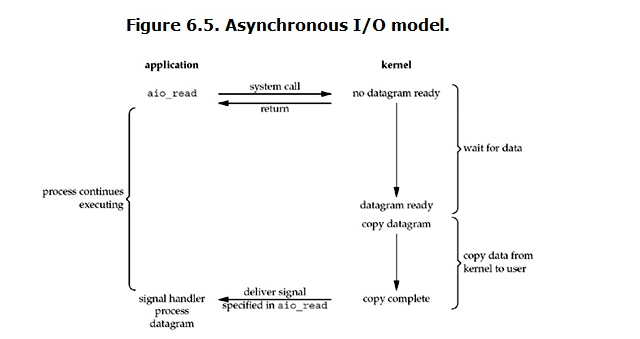 Figure 6.5. Asynchronous I/O model.
application
kernel
aio_read
system call
return
no datagram ready
wait for data
process continues
executing
datagram ready
copy datagram
copy data from
kernel to user
signal handler
process
datagram
deliver signal
specified in aio_read
copy complete